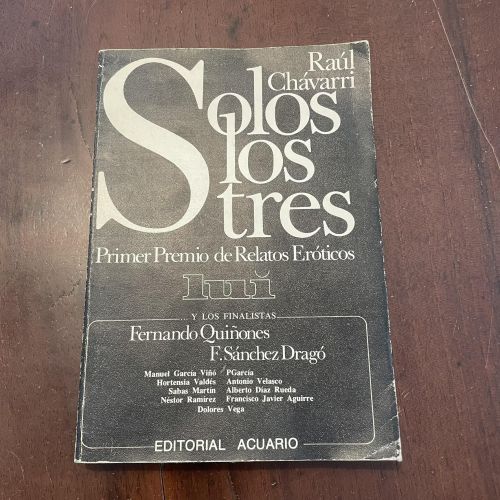 Raúl
Chávarri
Solos
los
tres
Primer Premio de Relatos Eróticos
lui
... Y LOS FINALISTAS
Fernando Quiñones
F. Sánchez Dragó
Manuel García Viñó PGarcía
Hortensia Valdés Antonio Velasco
Sabas Martín Alberto Díaz Rueda
Néstor Ramírez Francisco Javier Aguirre
Dolores Vega
EDITORIAL ACUARIO